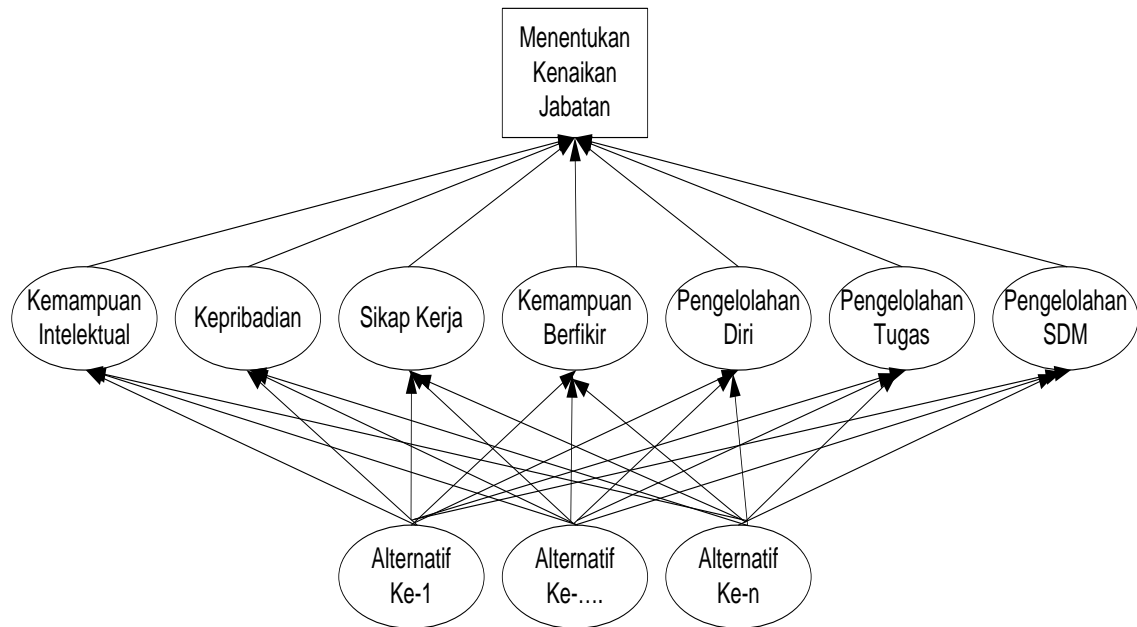 Menentukan
Kenaikan
Jabatan
Kemampuan
Intelektual
Kepribadian
Sikap Kerja
Kemampuan
Berfikir
Pengelolahan
Diri
Pengelolahan
Tugas
Pengelolahan
SDM
Alternatif
Ke-1
Alternatif
Ke-....
Alternatif
Ke-n